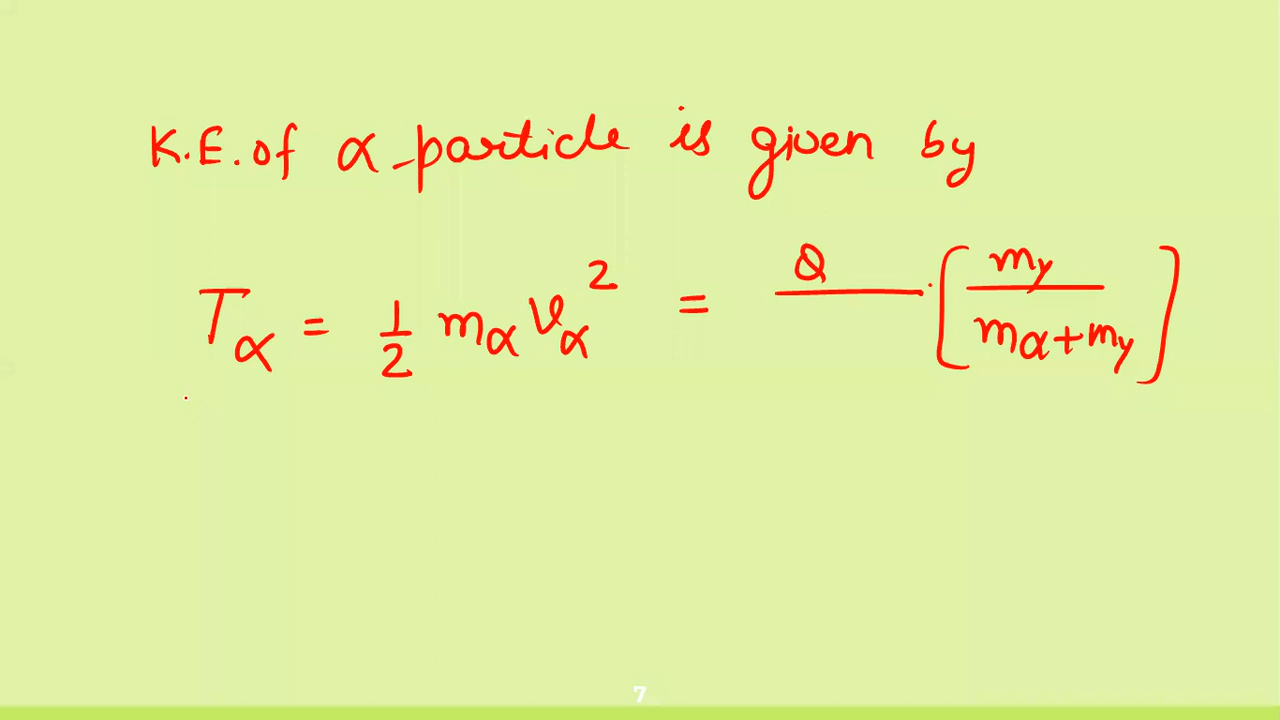 K.E. of α-particle is given by
Tα = 1/2 mα vα² = Q/ . [my/(mα+my)]
7